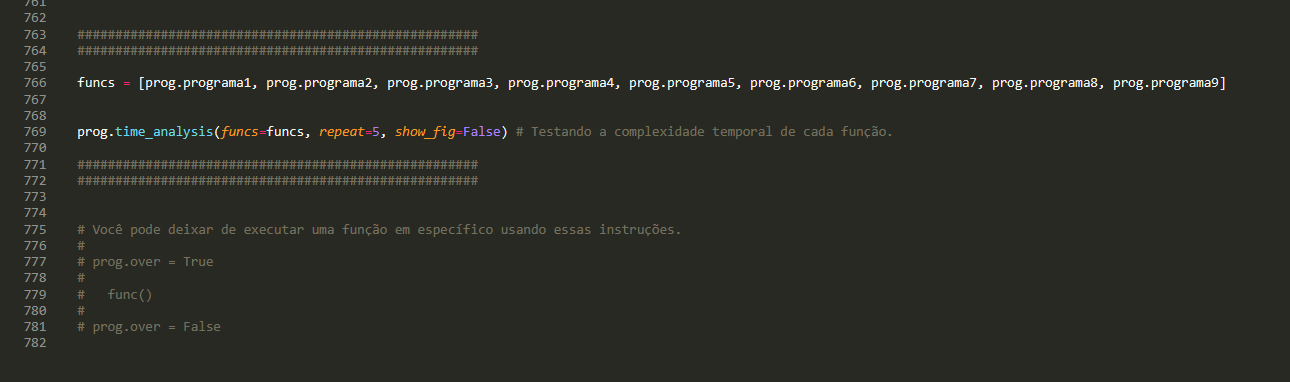 761
762
763 #####################################################
764 #####################################################
765
766 funcs = [prog.programa1, prog.programa2, prog.programa3, prog.programa4, prog.programa5, prog.programa6, prog.programa7, prog.programa8, prog.programa9]
767
768
769 prog.time_analysis(funcs=funcs, repeat=5, show_fig=False) # Testando a complexidade temporal de cada função.
770
771 #####################################################
772 #####################################################
773
774
775 # Você pode deixar de executar uma função em específico usando essas instruções.
776 #
777 # prog.over = True
778 #
779 #   func()
780 #
781 # prog.over = False
782